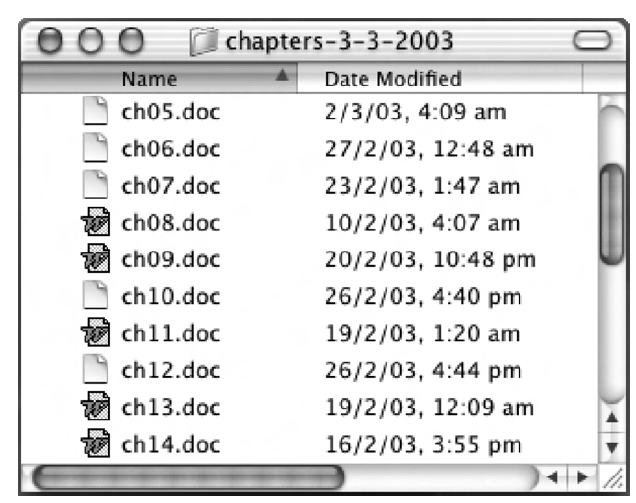 chapters-3-3-2003
Name Date Modified
ch05.doc 2/3/03, 4:09 am
ch06.doc 27/2/03, 12:48 am
ch07.doc 23/2/03, 1:47 am
ch08.doc 10/2/03, 4:07 am
ch09.doc 20/2/03, 10:48 pm
ch10.doc 26/2/03, 4:40 pm
ch11.doc 19/2/03, 1:20 am
ch12.doc 26/2/03, 4:44 pm
ch13.doc 19/2/03, 12:09 am
ch14.doc 16/2/03, 3:55 pm